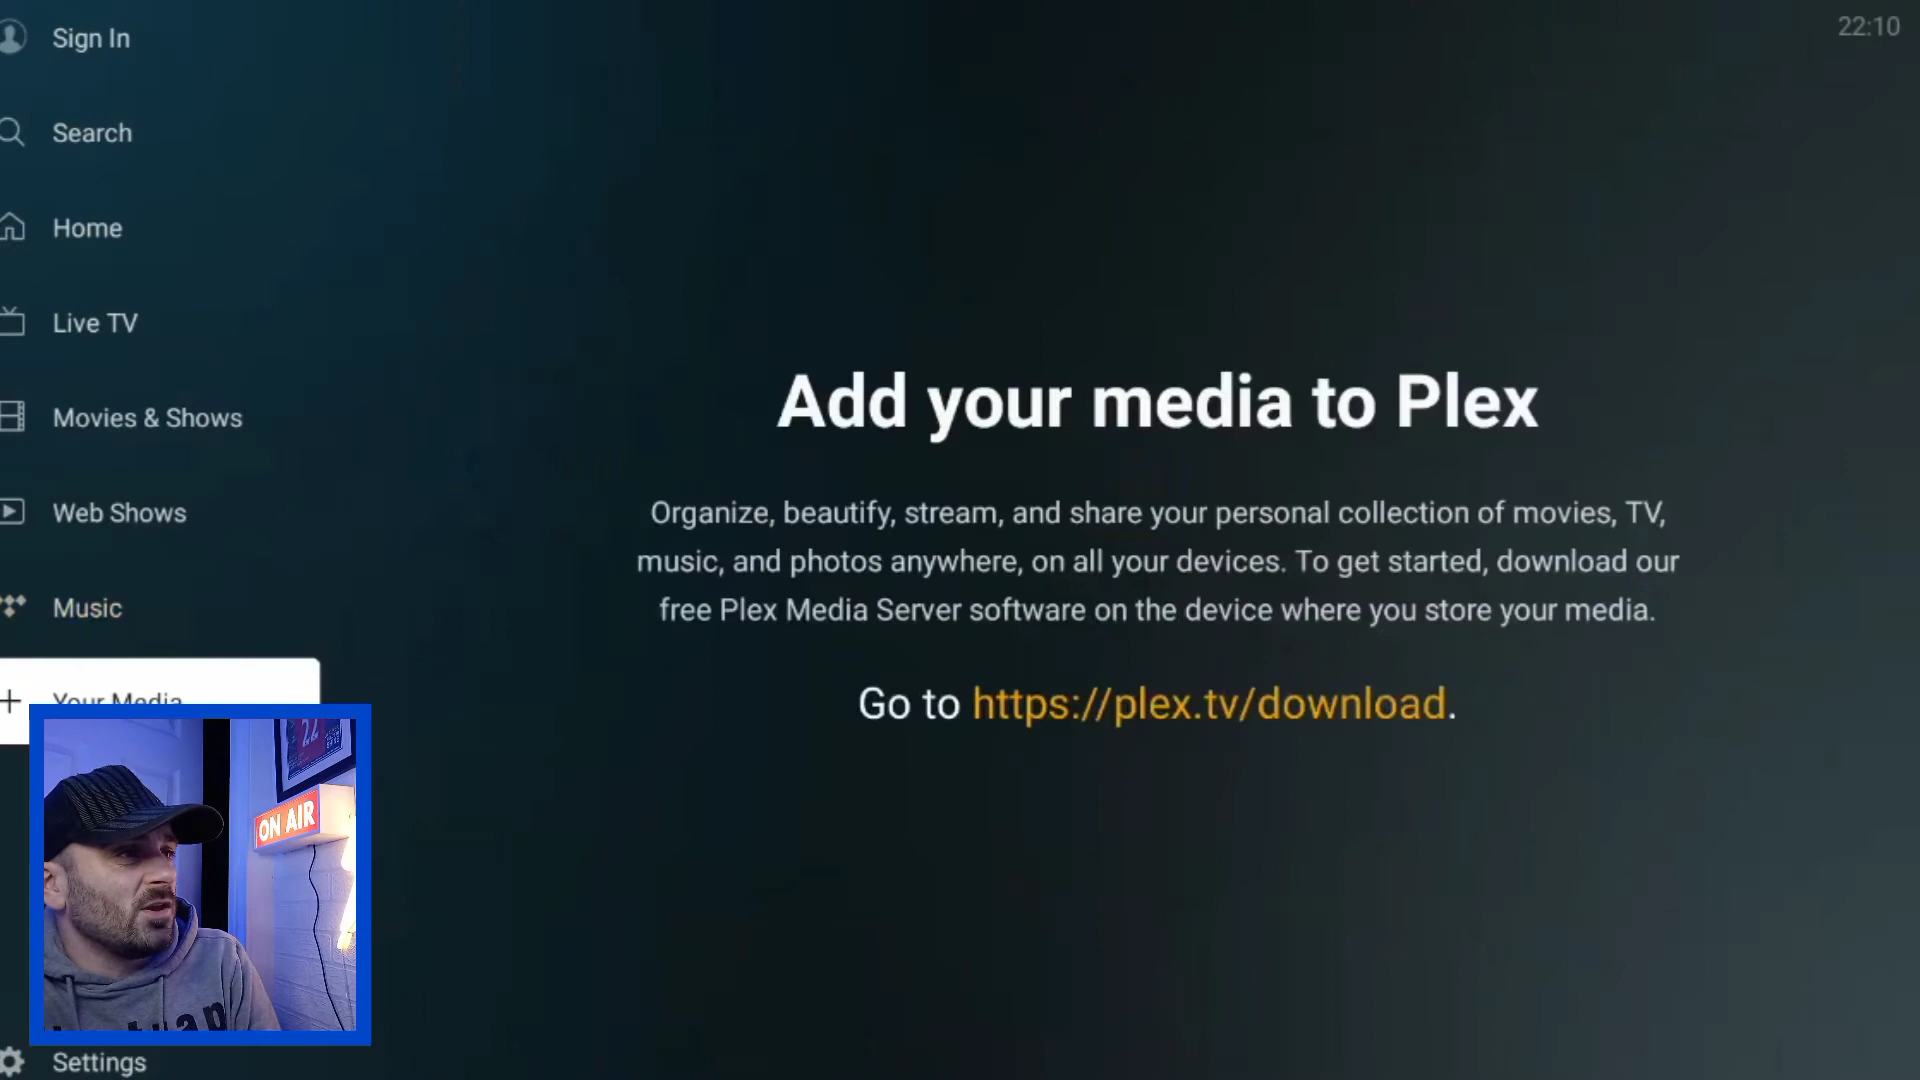 Sign In
22:10
Search
Home
Live TV
Movies & Shows
Web Shows
Music
Your Media
Settings
Add your media to Plex
Organize, beautify, stream, and share your personal collection of movies, TV,
music, and photos anywhere, on all your devices. To get started, download our
free Plex Media Server software on the device where you store your media.
Go to https://plex.tv/download.
22
ON AIR